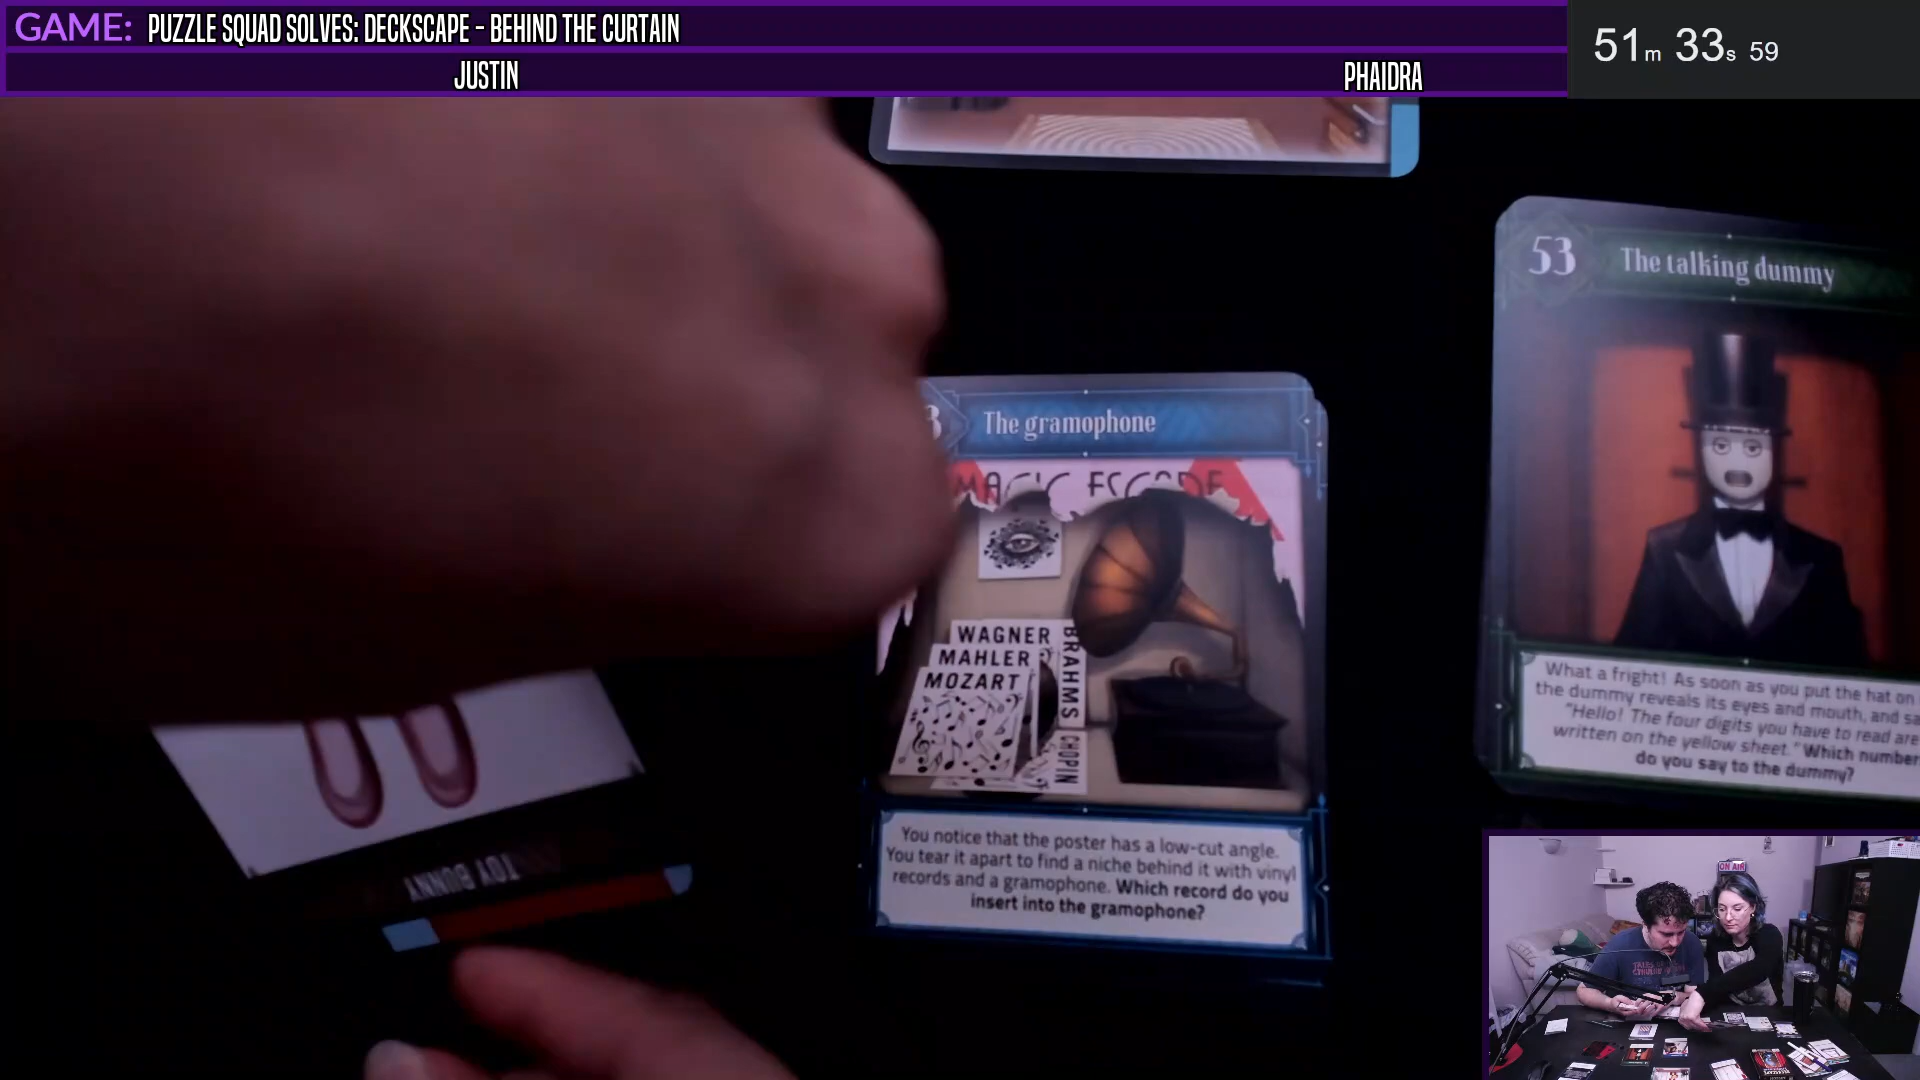 GAME: PUZZLE SQUAD SOLVES: DECKSCAPE - BEHIND THE CURTAIN
51m 33s 59
JUSTIN
PHAIDRA
53 The talking dummy
The gramophone
MAGIC ESCAPE
WAGNER
MAHLER
MOZART
BRAHMS
CHOPIN
What a fright! As soon as you put the hat on
the dummy reveals its eyes and mouth, and
"Hello! The four digits you have to read are
written on the yellow sheet." Which number
do you say to the dummy?
You notice that the poster has a low-cut angle.
You tear it apart to find a niche behind it with vinyl
records and a gramophone. Which record do you
insert into the gramophone?
TOY BUNNY
ON AIR